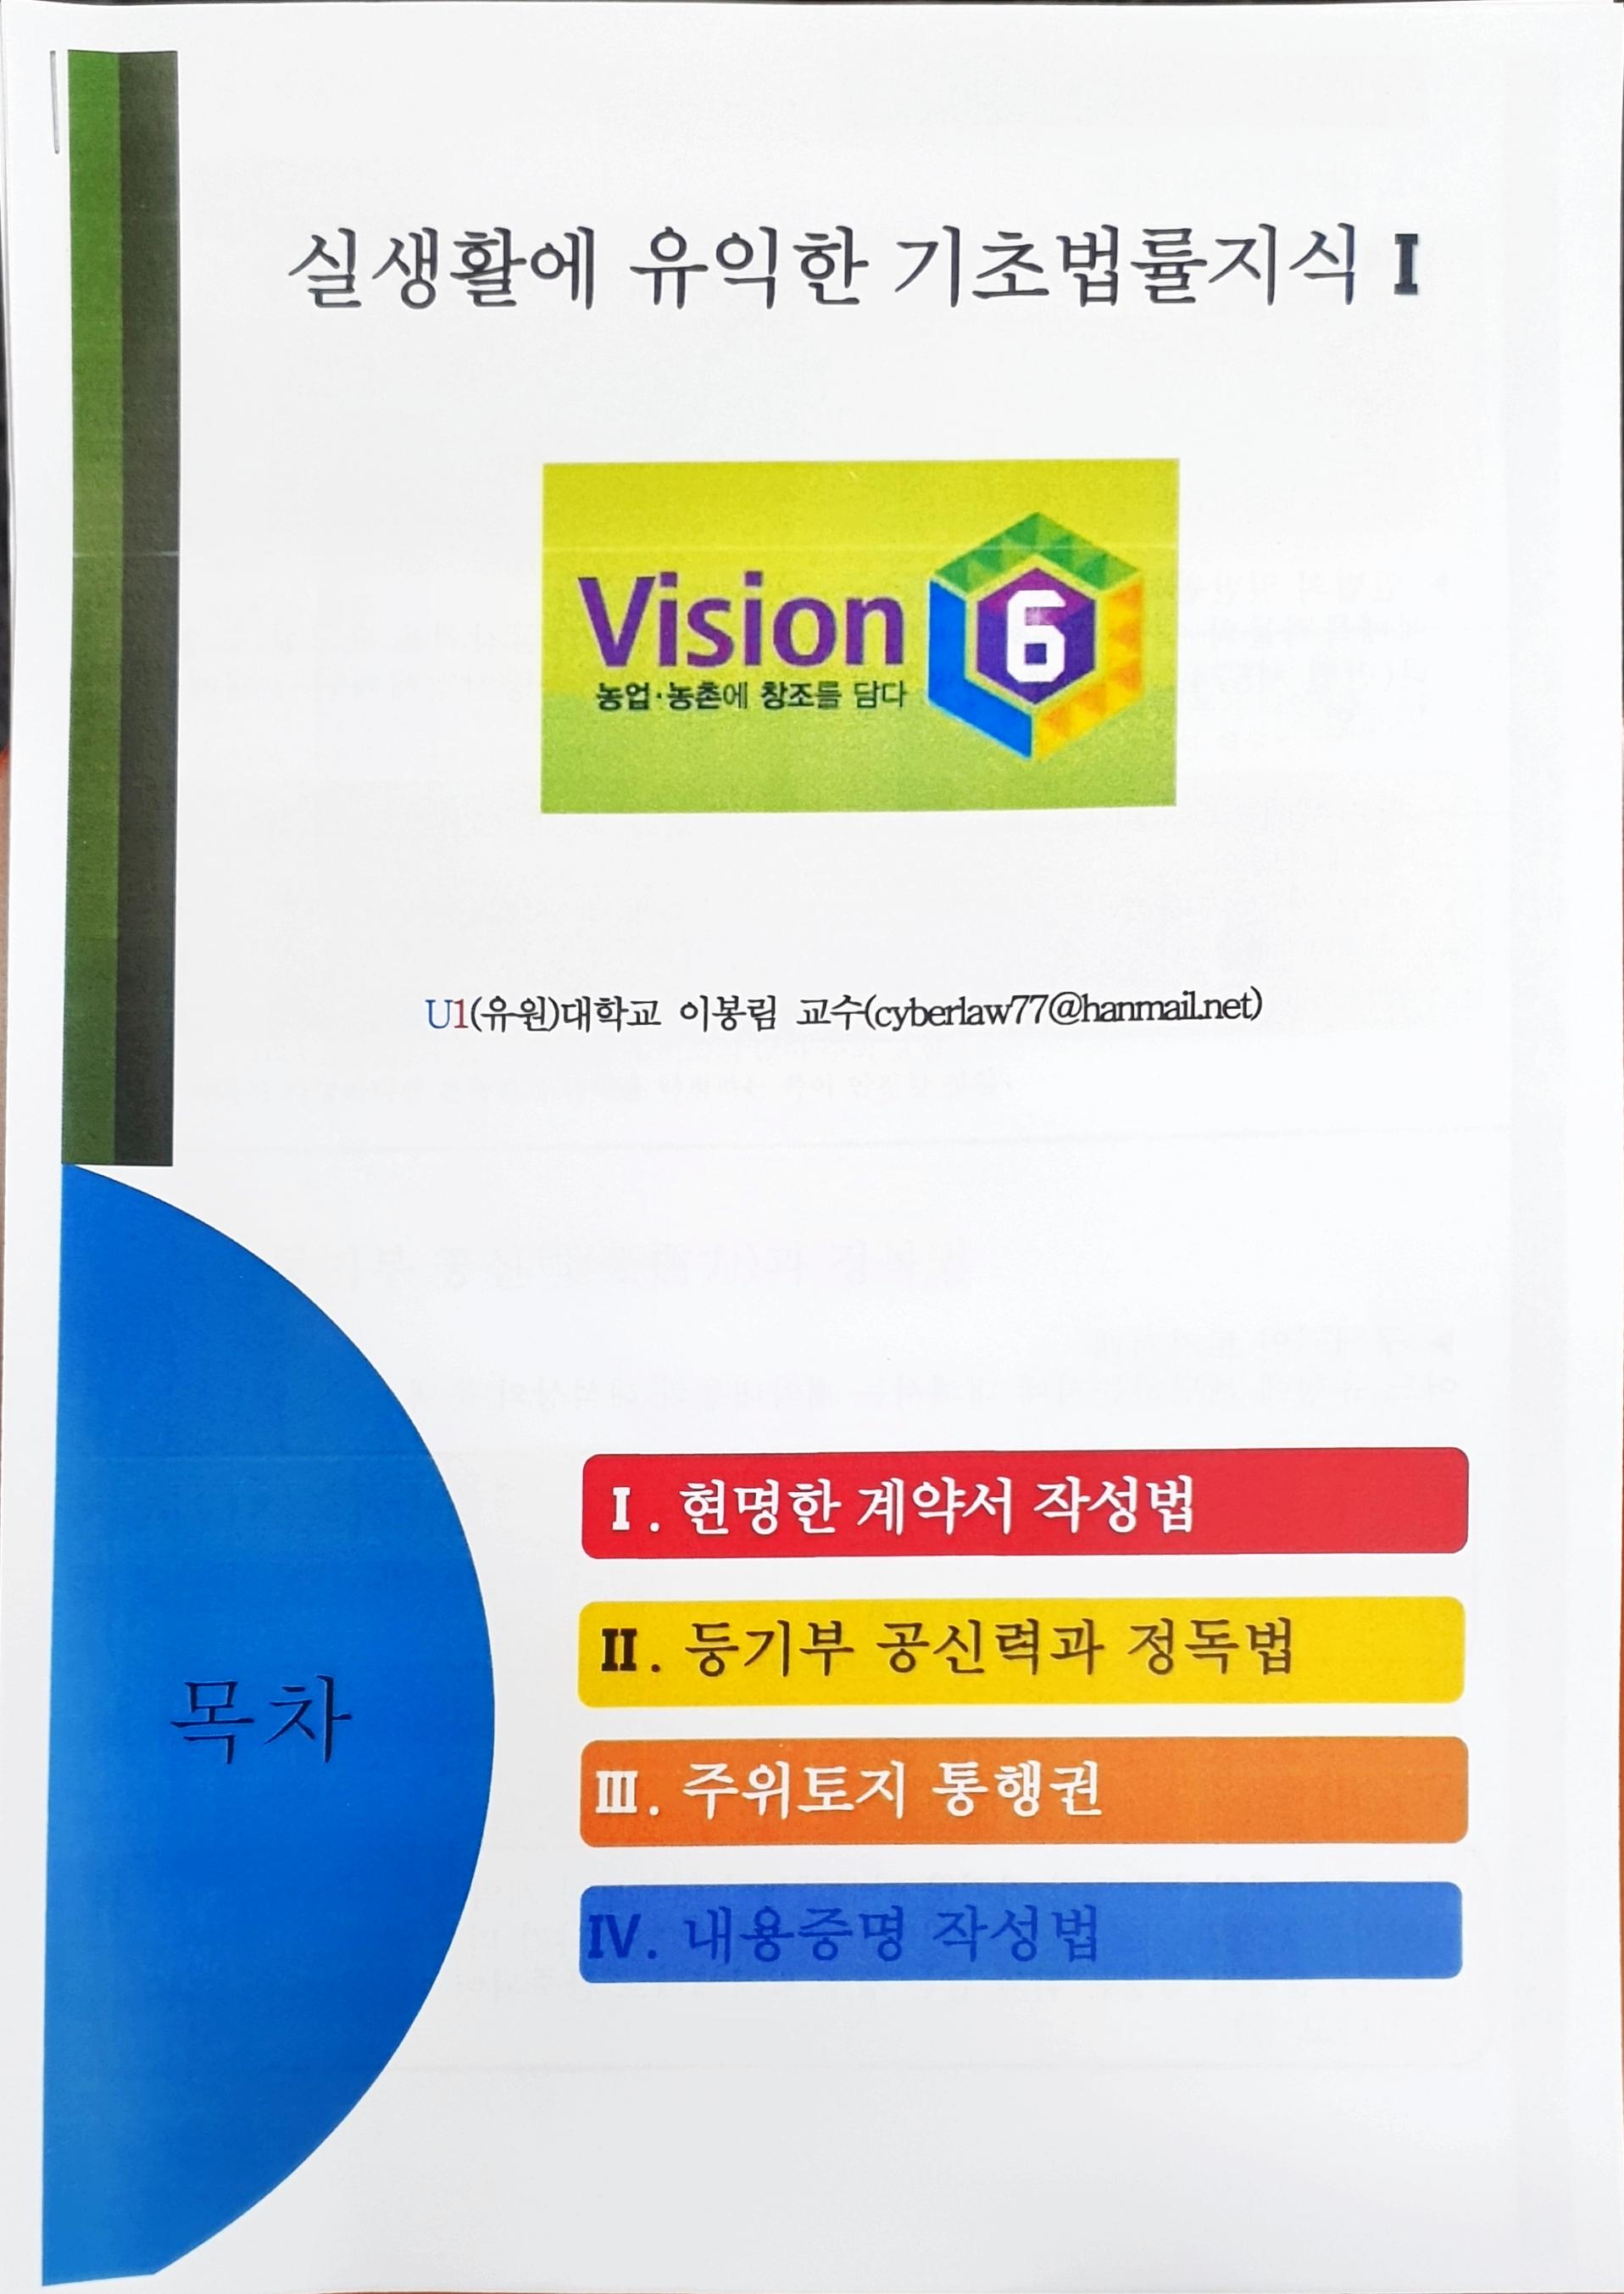 실생활에 유익한 기초법률지식 I
Vision 6
농업·농촌에 창조를 담다
U1(유원)대학교 이봉림 교수(cyberlaw77@hanmail.net)
목차
I. 현명한 계약서 작성법
II. 등기부 공신력과 정독법
III. 주위토지 통행권
IV. 내용증명 작성법